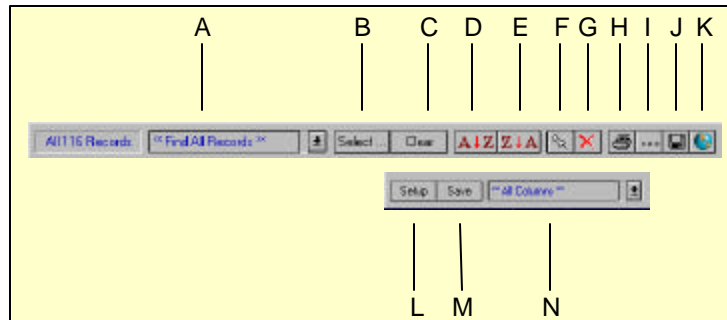 A B C D E F G H I J K
All 116 Records ** Find All Records ** Select... Clear A↓Z Z↓A ...
Setup Save ** All Columns **
L M N